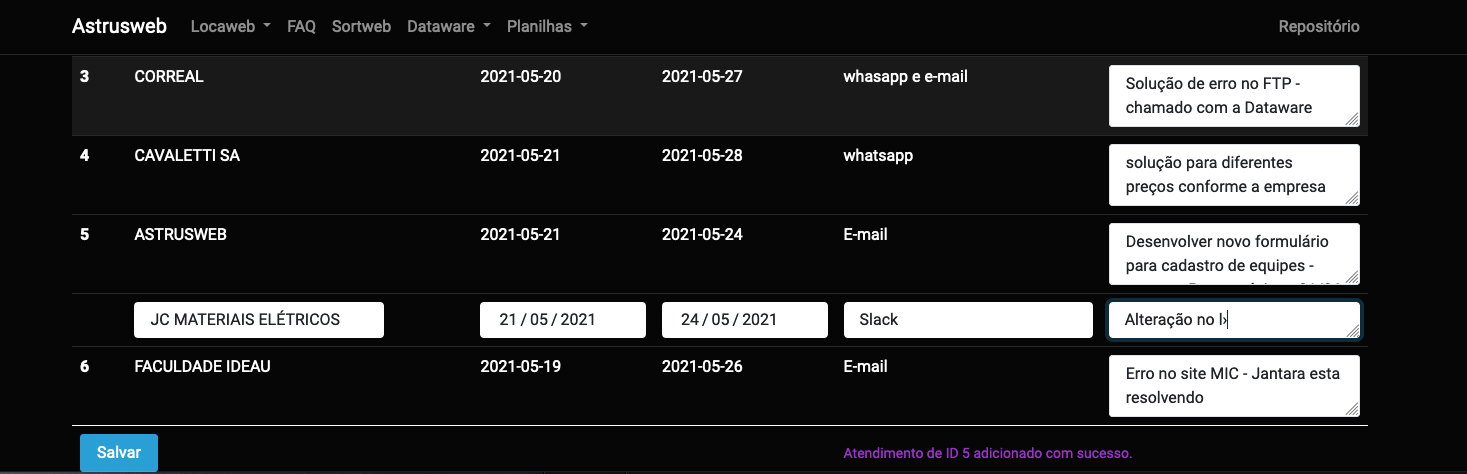 Astrusweb Locaweb FAQ Sortweb Dataware Planilhas Repositório
3 CORREAL 2021-05-20 2021-05-27 whasapp e e-mail Solução de erro no FTP -
chamado com a Dataware
4 CAVALETTI SA 2021-05-21 2021-05-28 whatsapp solução para diferentes
preços conforme a empresa
5 ASTRUSWEB 2021-05-21 2021-05-24 E-mail Desenvolver novo formulário
para cadastro de equipes -
JC MATERIAIS ELÉTRICOS 21 / 05 / 2021 24 / 05 / 2021 Slack Alteração no
6 FACULDADE IDEAU 2021-05-19 2021-05-26 E-mail Erro no site MIC - Jantara esta
resolvendo
Salvar Atendimento de ID 5 adicionado com sucesso.